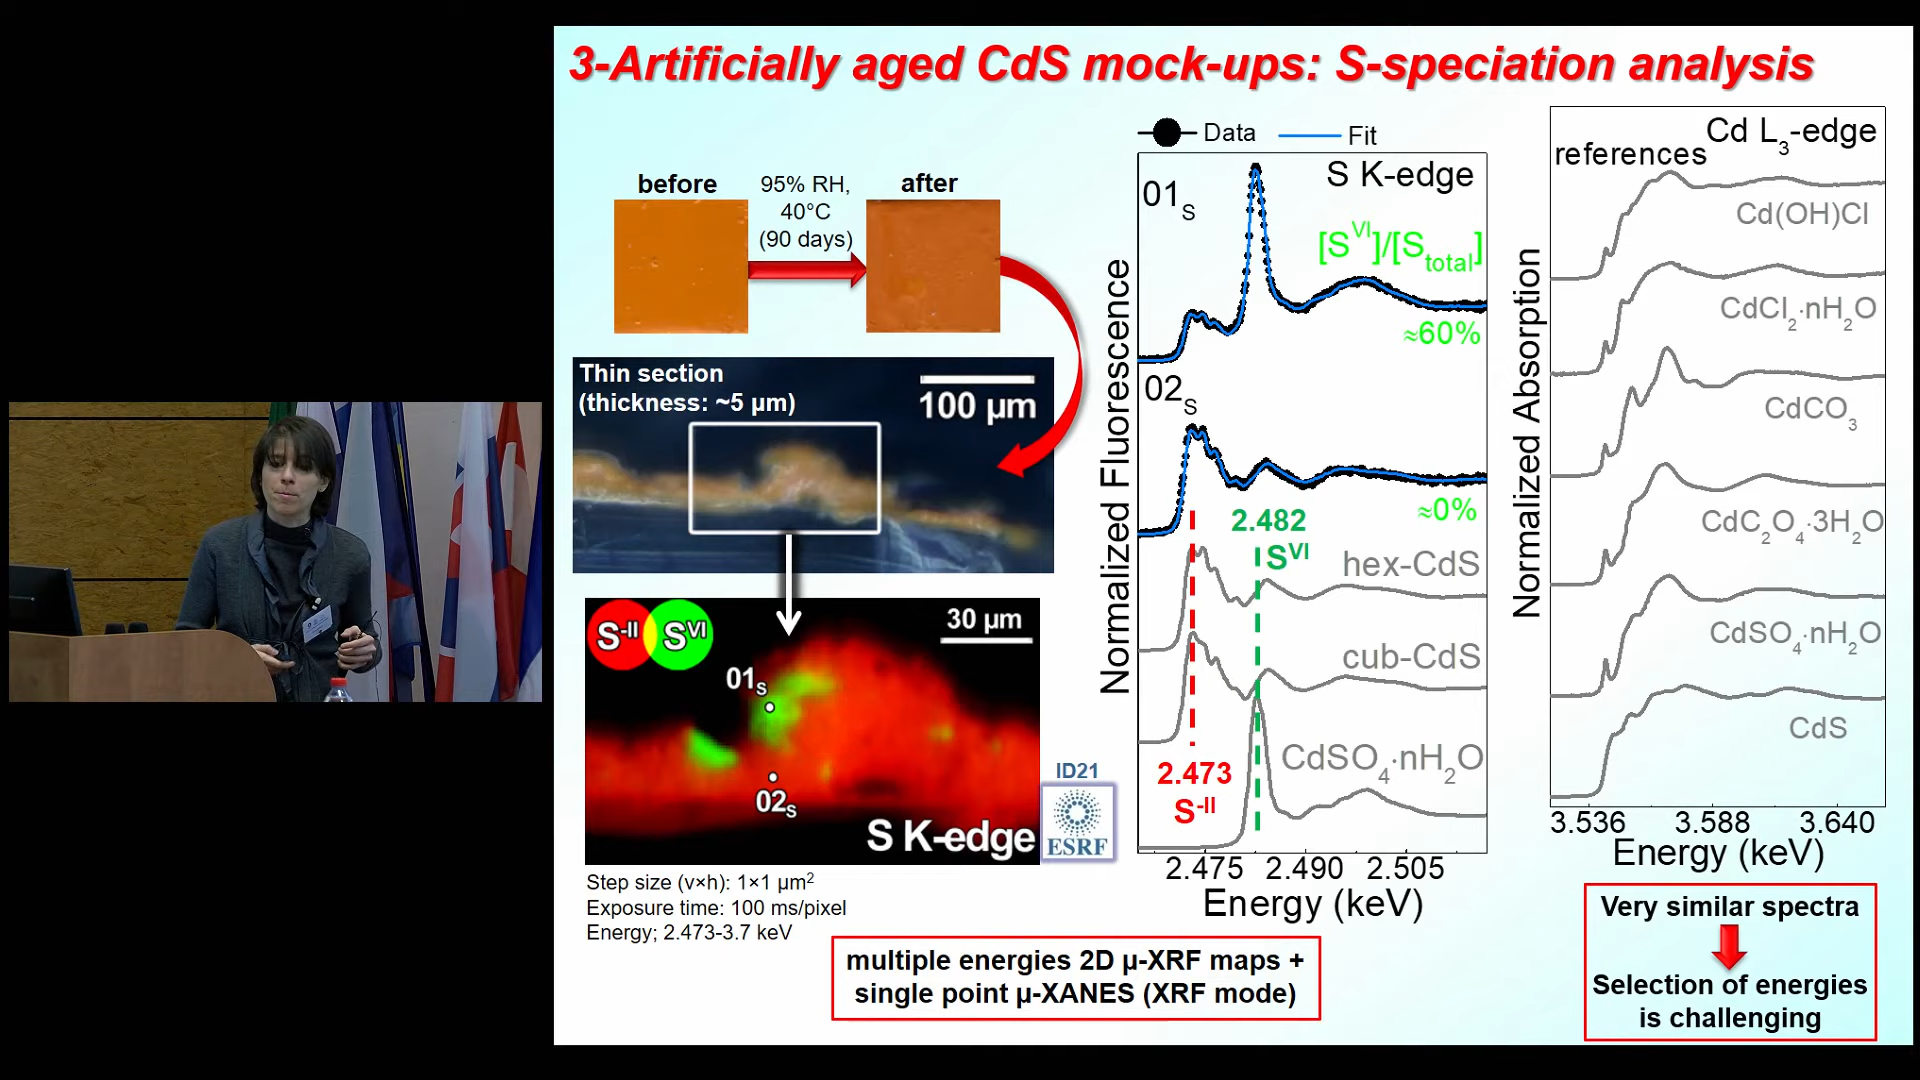 3-Artificially aged CdS mock-ups: S-speciation analysis
before
95% RH,
40°C
(90 days)
after
Thin section
(thickness: ~5 µm)
100 µm
S-II
SVI
30 µm
01S
02S
S K-edge
ID21
ESRF
Step size (v×h): 1×1 µm2
Exposure time: 100 ms/pixel
Energy; 2.473-3.7 keV
multiple energies 2D µ-XRF maps +
single point µ-XANES (XRF mode)
Data
Fit
Normalized Fluorescence
01S
S K-edge
[SVI]/[Stotal]
≈60%
02S
≈0%
2.482
SVI
hex-CdS
cub-CdS
CdSO4·nH2O
2.473
S-II
2.475 2.490 2.505
Energy (keV)
Normalized Absorption
Cd L3-edge
references
Cd(OH)Cl
CdCl2·nH2O
CdCO3
CdC2O4·3H2O
CdSO4·nH2O
CdS
3.536 3.588 3.640
Energy (keV)
Very similar spectra
Selection of energies
is challenging